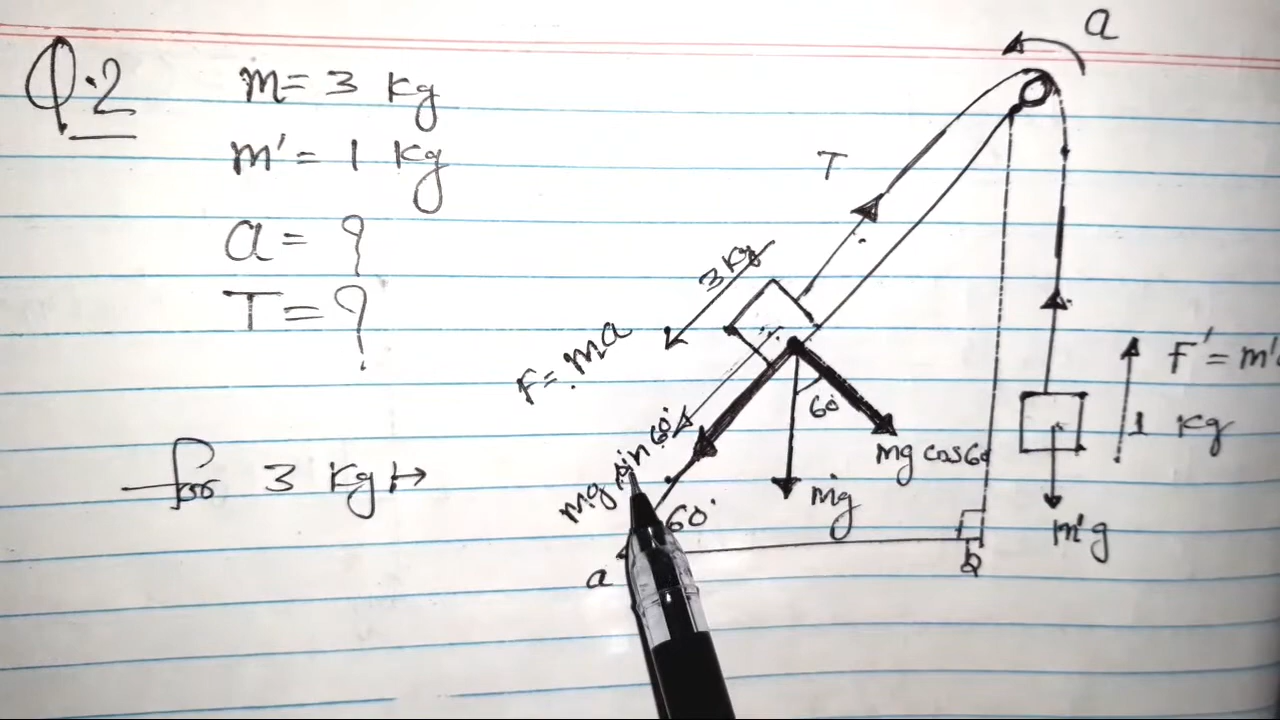 Q.2
m = 3 kg
m' = 1 kg
a = ?
T = ?
for 3 kg ↦
a
T
3 kg
F = ma
60°
mg sin 60°
mg cos 60
mg
60°
a
b
F' = m'
1 kg
m'g